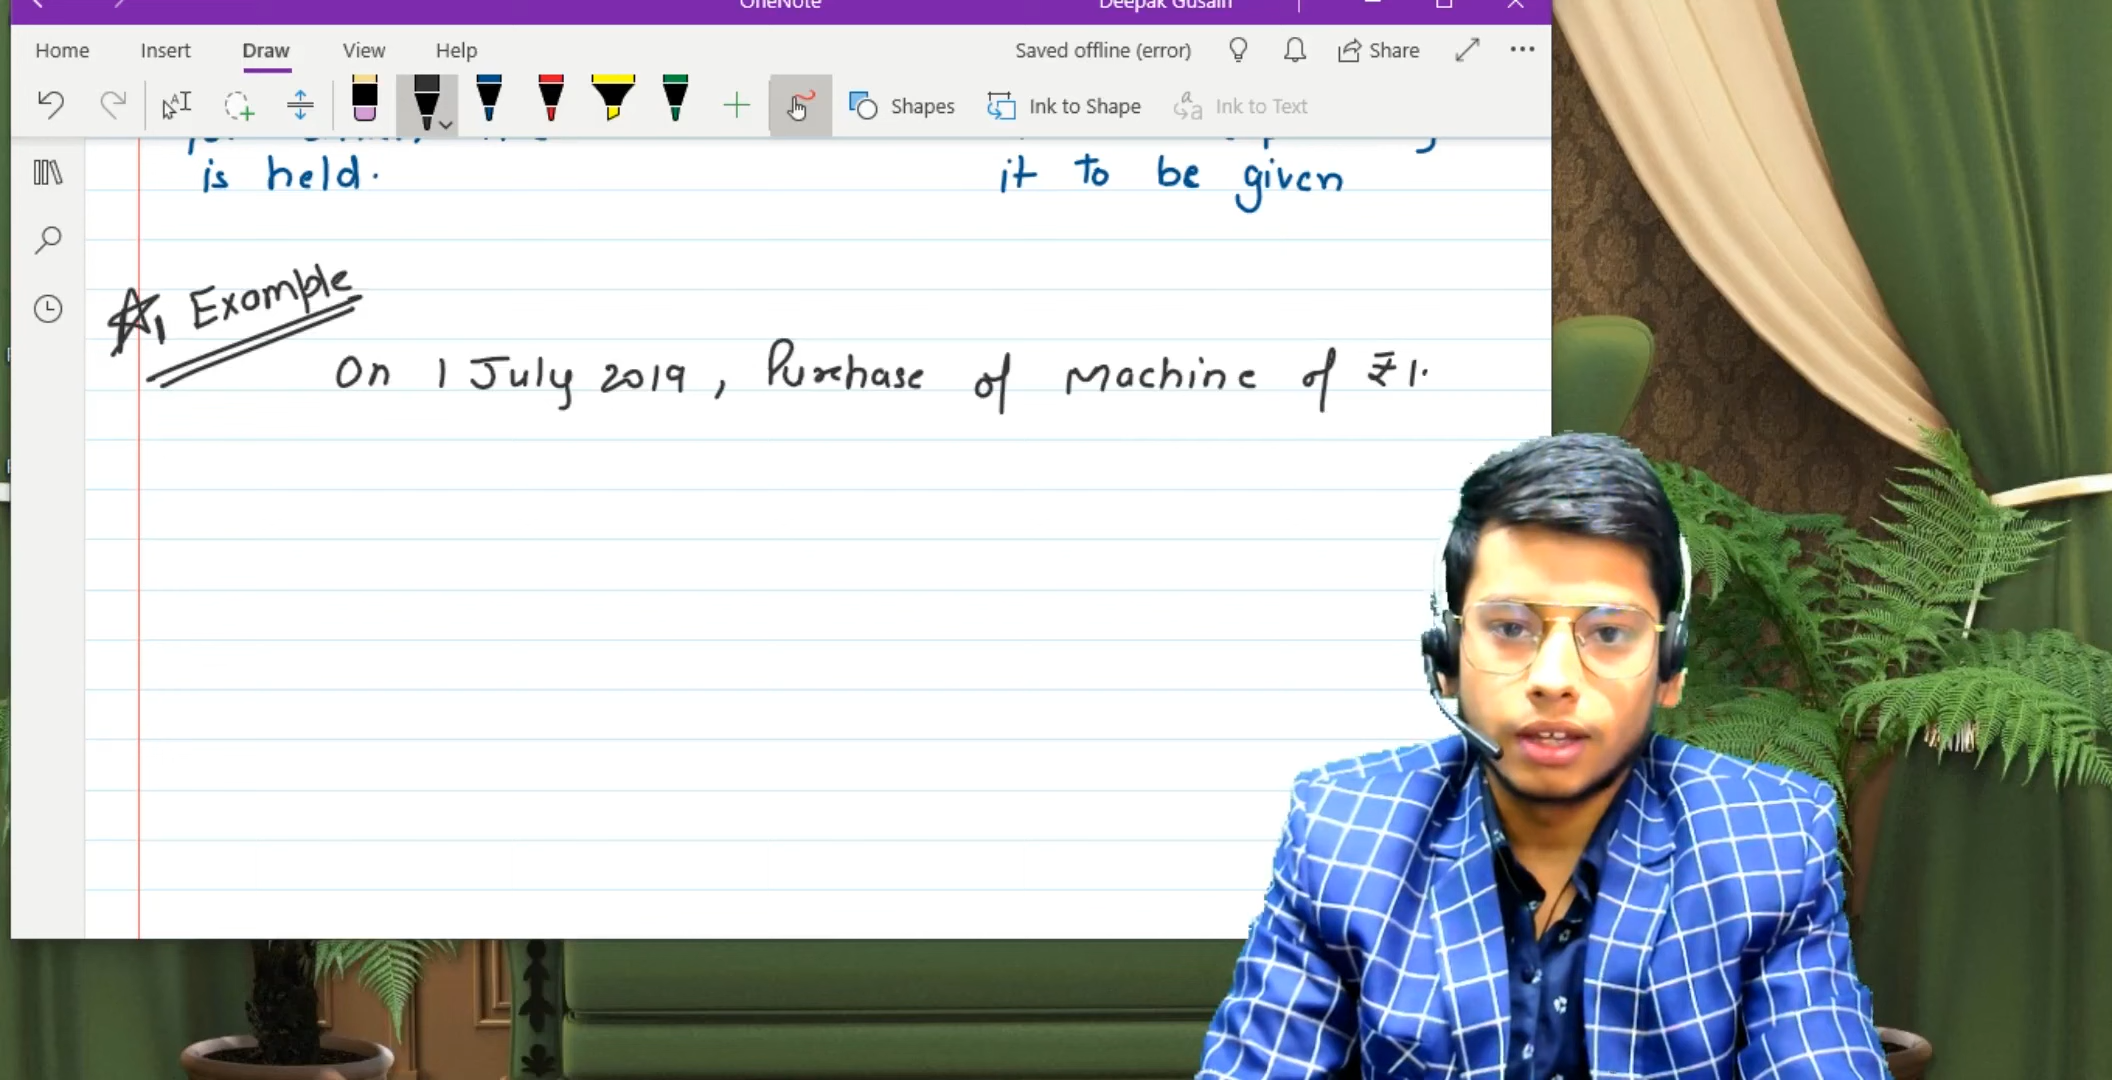 OneNote
Deepak Gusain
Home Insert Draw View Help Saved offline (error) Share
Shapes Ink to Shape Ink to Text
is held.
it to be given
Example
On 1 July 2019, Purchase of Machine of ₹1.